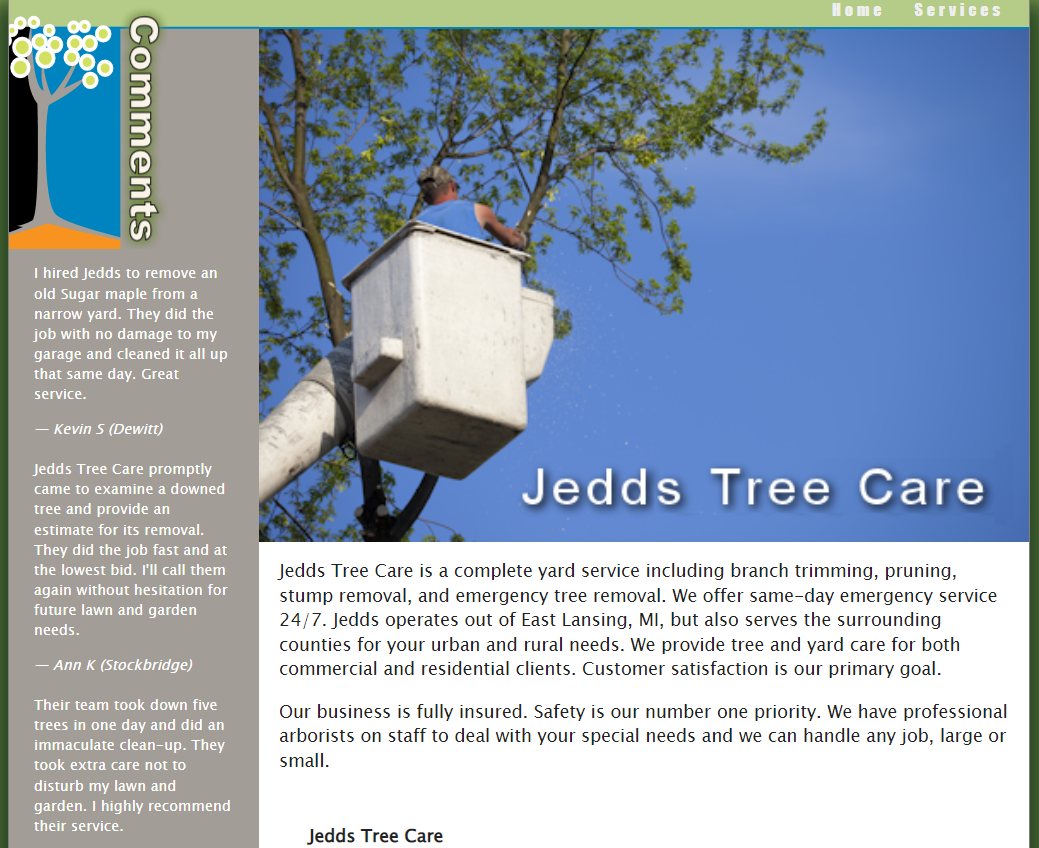 Home Services
Comments
I hired Jedds to remove an
old Sugar maple from a
narrow yard. They did the
job with no damage to my
garage and cleaned it all up
that same day. Great
service.
— Kevin S (Dewitt)
Jedds Tree Care promptly
came to examine a downed
tree and provide an
estimate for its removal.
They did the job fast and at
the lowest bid. I'll call them
again without hesitation for
future lawn and garden
needs.
— Ann K (Stockbridge)
Their team took down five
trees in one day and did an
immaculate clean-up. They
took extra care not to
disturb my lawn and
garden. I highly recommend
their service.
Jedds Tree Care
Jedds Tree Care is a complete yard service including branch trimming, pruning,
stump removal, and emergency tree removal. We offer same-day emergency service
24/7. Jedds operates out of East Lansing, MI, but also serves the surrounding
counties for your urban and rural needs. We provide tree and yard care for both
commercial and residential clients. Customer satisfaction is our primary goal.
Our business is fully insured. Safety is our number one priority. We have professional
arborists on staff to deal with your special needs and we can handle any job, large or
small.
Jedds Tree Care